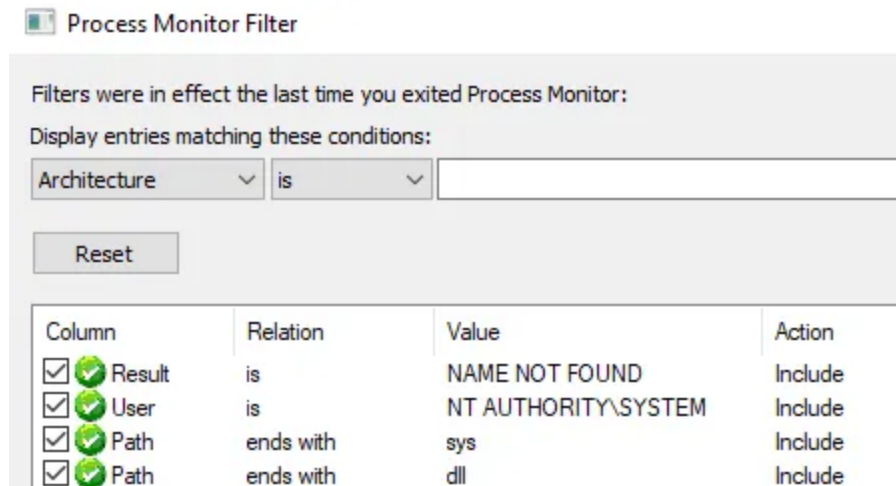 Process Monitor Filter
Filters were in effect the last time you exited Process Monitor:
Display entries matching these conditions:
Architecture is
Reset
Column Relation Value Action
Result is NAME NOT FOUND Include
User is NT AUTHORITY\SYSTEM Include
Path ends with sys Include
Path ends with dll Include